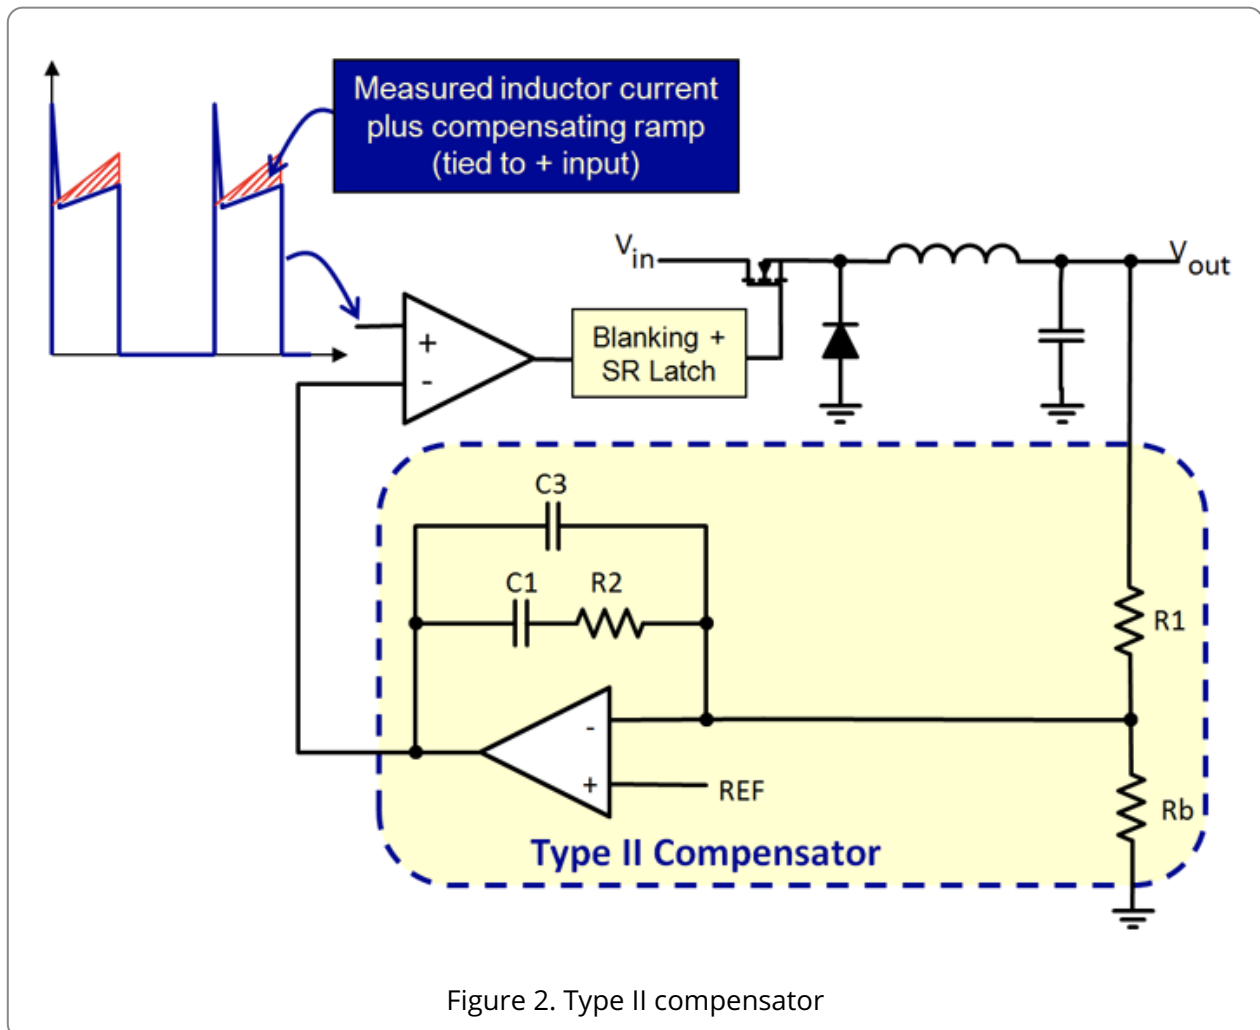 Measured inductor current
plus compensating ramp
(tied to + input)
Vin
Vout
+
-
Blanking +
SR Latch
C3
C1
R2
R1
-
+
REF
Rb
Type II Compensator
Figure 2. Type II compensator